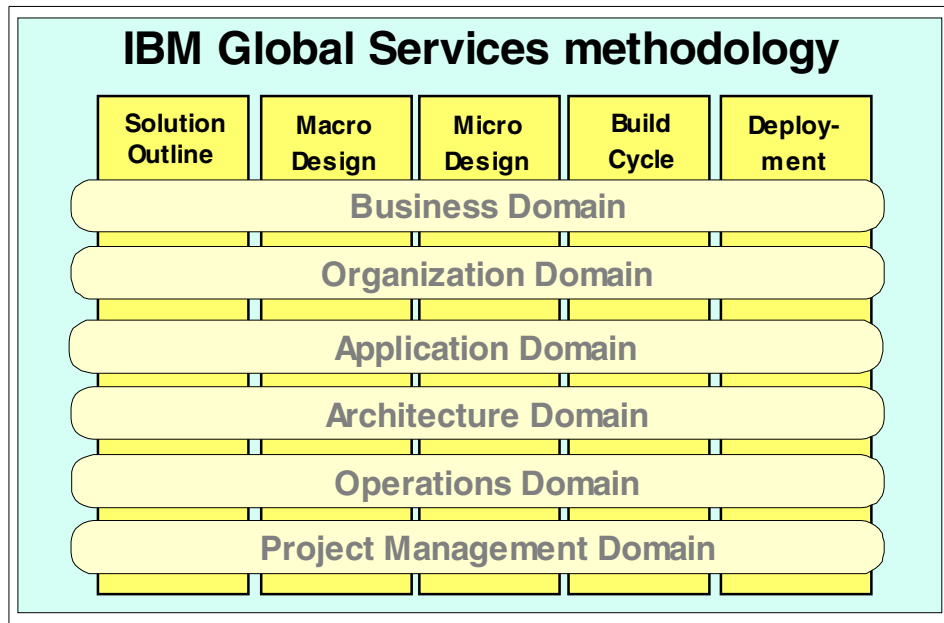 IBM Global Services methodology
Solution
Outline
Macro
Design
Micro
Design
Build
Cycle
Deploy-
ment
Business Domain
Organization Domain
Application Domain
Architecture Domain
Operations Domain
Project Management Domain